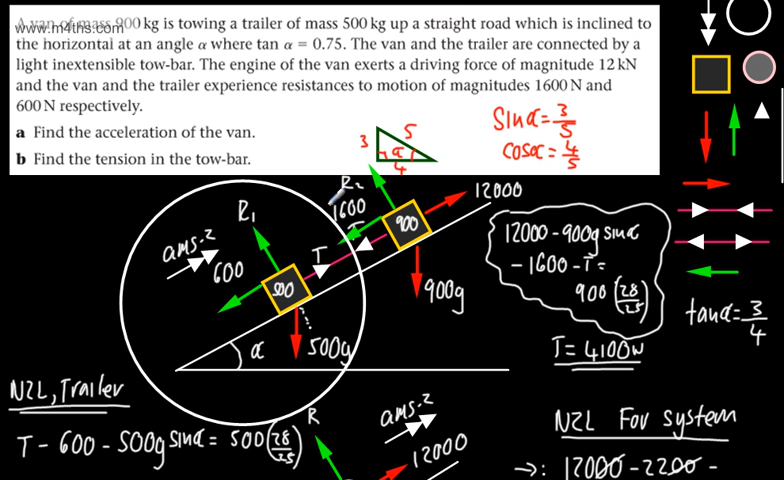 www.m4ths.com
A van of mass 900 kg is towing a trailer of mass 500 kg up a straight road which is inclined to
the horizontal at an angle α where tan α = 0.75. The van and the trailer are connected by a
light inextensible tow-bar. The engine of the van exerts a driving force of magnitude 12 kN
and the van and the trailer experience resistances to motion of magnitudes 1600 N and
600 N respectively.
a Find the acceleration of the van.
b Find the tension in the tow-bar.
3 5 α 4
Sinα = 3/5
cosα = 4/5
R₂
1600
12000
T
900
900g
R₁
ams⁻²
600
T
500
500g
α
12000 - 900g sinα
- 1600 - T =
900 (28/25)
T = 4100N
tanα = 3/4
N2L, Trailer
T - 600 - 500g sinα = 500(28/25)
R
ams⁻²
12000
N2L For system
→: 12000 - 2200 -